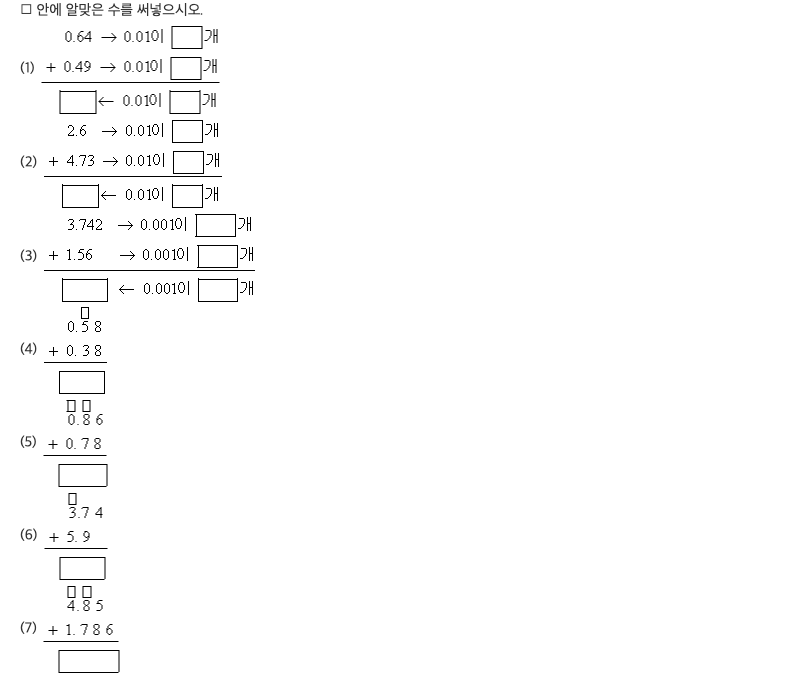 □ 안에 알맞은 수를 써넣으시오.
0.64 → 0.01이 □개
(1) + 0.49 → 0.01이 □개
□ ← 0.01이 □개
2.6 → 0.01이 □개
(2) + 4.73 → 0.01이 □개
□ ← 0.01이 □개
3.742 → 0.001이 □개
(3) + 1.56 → 0.001이 □개
□ ← 0.001이 □개
□
0.5 8
(4) + 0. 3 8
□
□ □
0.8 6
(5) + 0. 7 8
□
□
3.7 4
(6) + 5. 9
□
□ □
4.8 5
(7) + 1. 7 8 6
□